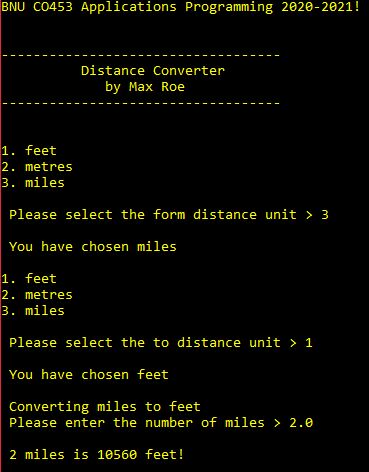 BNU CO453 Applications Programming 2020-2021!
-----------------------------------
Distance Converter
by Max Roe
-----------------------------------
1. feet
2. metres
3. miles
Please select the form distance unit > 3
You have chosen miles
1. feet
2. metres
3. miles
Please select the to distance unit > 1
You have chosen feet
Converting miles to feet
Please enter the number of miles > 2.0
2 miles is 10560 feet!